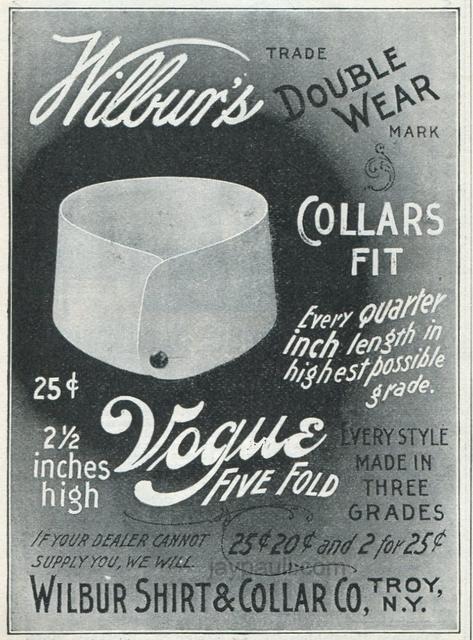 Wilbur's
TRADE
DOUBLE
WEAR
MARK
COLLARS
FIT
Every quarter
inch length in
highest possible
grade.
25¢
2½
inches
high
Vogue
FIVE FOLD
EVERY STYLE
MADE IN
THREE
GRADES
IF YOUR DEALER CANNOT
SUPPLY YOU, WE WILL.
25¢ 20¢ and 2 for 25¢
jaypaull.com
WILBUR SHIRT & COLLAR CO, TROY,
N.Y.